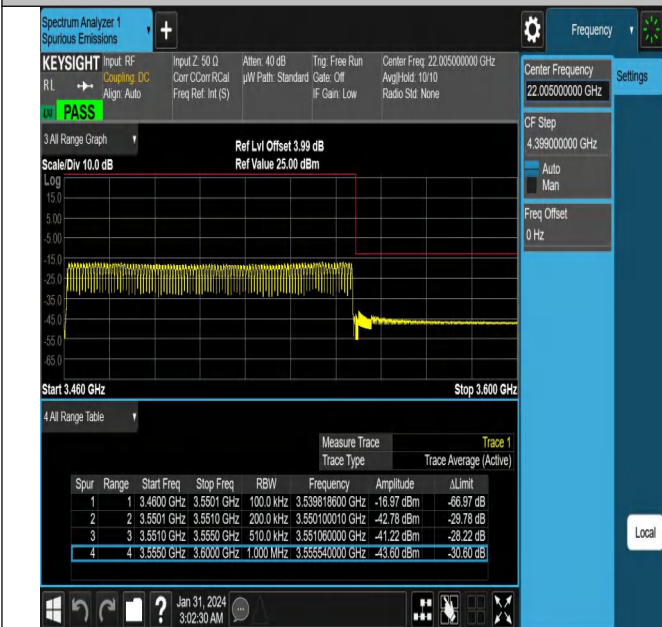 Spectrum Analyzer 1
Spurious Emissions
+
Frequency
KEYSIGHT Input: RF
RL
Coupling: DC
Align: Auto
Input Z: 50 Ω
Corr CCorr RCal
Freq Ref: Int (S)
Atten: 40 dB
µW Path: Standard
Trig: Free Run
Gate: Off
IF Gain: Low
Center Freq: 22.005000000 GHz
Avg|Hold: 10/10
Radio Std: None
PASS
Center Frequency
22.005000000 GHz
Settings
CF Step
4.399000000 GHz
Auto
Man
Freq Offset
0 Hz
3 All Range Graph
Scale/Div 10.0 dB
Ref Lvl Offset 3.99 dB
Ref Value 25.00 dBm
Log
15.0
5.00
-5.00
-15.0
-25.0
-35.0
-45.0
-55.0
-65.0
Start 3.460 GHz
Stop 3.600 GHz
4 All Range Table
Measure Trace Trace 1
Trace Type Trace Average (Active)
Spur Range Start Freq Stop Freq RBW Frequency Amplitude ΔLimit
1 1 3.4600 GHz 3.5501 GHz 100.0 kHz 3.539818600 GHz -16.97 dBm -66.97 dB
2 2 3.5501 GHz 3.5510 GHz 200.0 kHz 3.550100010 GHz -42.78 dBm -29.78 dB
3 3 3.5510 GHz 3.5550 GHz 510.0 kHz 3.551060000 GHz -41.22 dBm -28.22 dB
4 4 3.5550 GHz 3.6000 GHz 1.000 MHz 3.555540000 GHz -43.60 dBm -30.60 dB
Local
?
Jan 31, 2024
3:02:30 AM